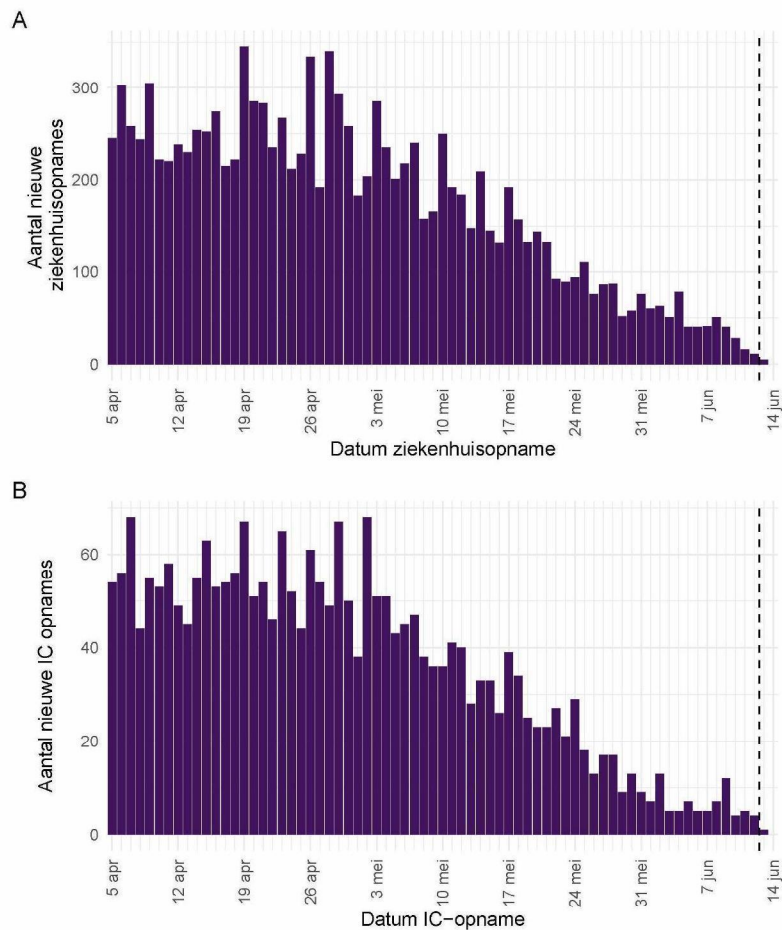 A
Aantal nieuwe
ziekenhuisopnames
300
200
100
0
5 apr
12 apr
19 apr
26 apr
3 mei
10 mei
17 mei
24 mei
31 mei
7 jun
14 jun
Datum ziekenhuisopname
B
Aantal nieuwe IC opnames
60
40
20
0
5 apr
12 apr
19 apr
26 apr
3 mei
10 mei
17 mei
24 mei
31 mei
7 jun
14 jun
Datum IC−opname